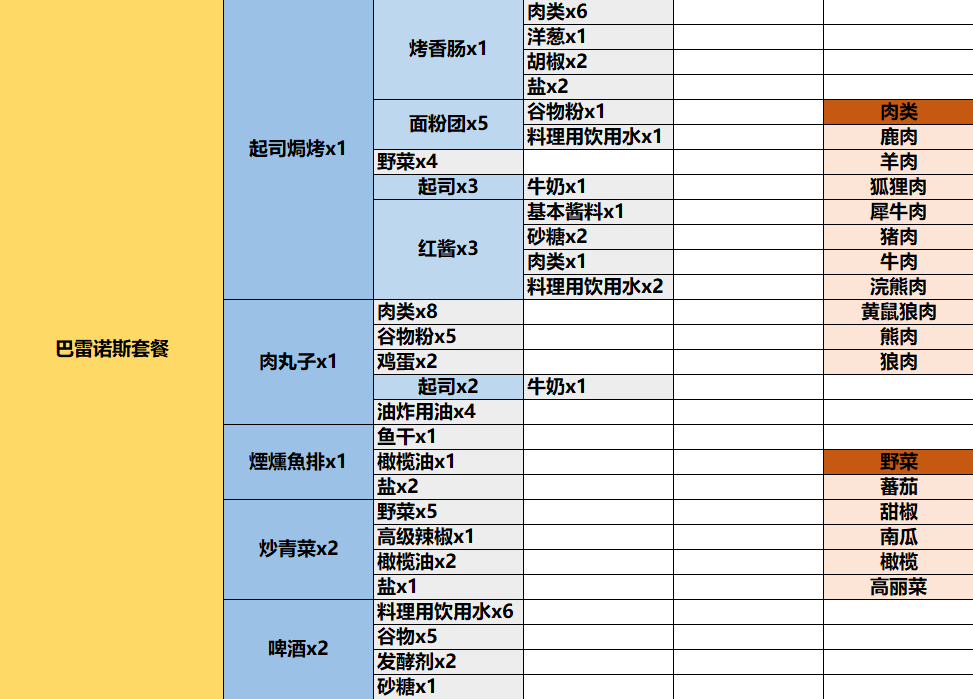 巴雷诺斯套餐
起司焗烤x1
烤香肠x1
肉类x6
洋葱x1
胡椒x2
盐x2
面粉团x5
谷物粉x1
料理用饮用水x1
野菜x4
起司x3
牛奶x1
红酱x3
基本酱料x1
砂糖x2
肉类x1
料理用饮用水x2
肉丸子x1
肉类x8
谷物粉x5
鸡蛋x2
起司x2
牛奶x1
油炸用油x4
煙燻魚排x1
鱼干x1
橄榄油x1
盐x2
炒青菜x2
野菜x5
高级辣椒x1
橄榄油x2
盐x1
啤酒x2
料理用饮用水x6
谷物x5
发酵剂x2
砂糖x1
肉类
鹿肉
羊肉
狐狸肉
犀牛肉
猪肉
牛肉
浣熊肉
黄鼠狼肉
熊肉
狼肉
野菜
蕃茄
甜椒
南瓜
橄榄
高丽菜